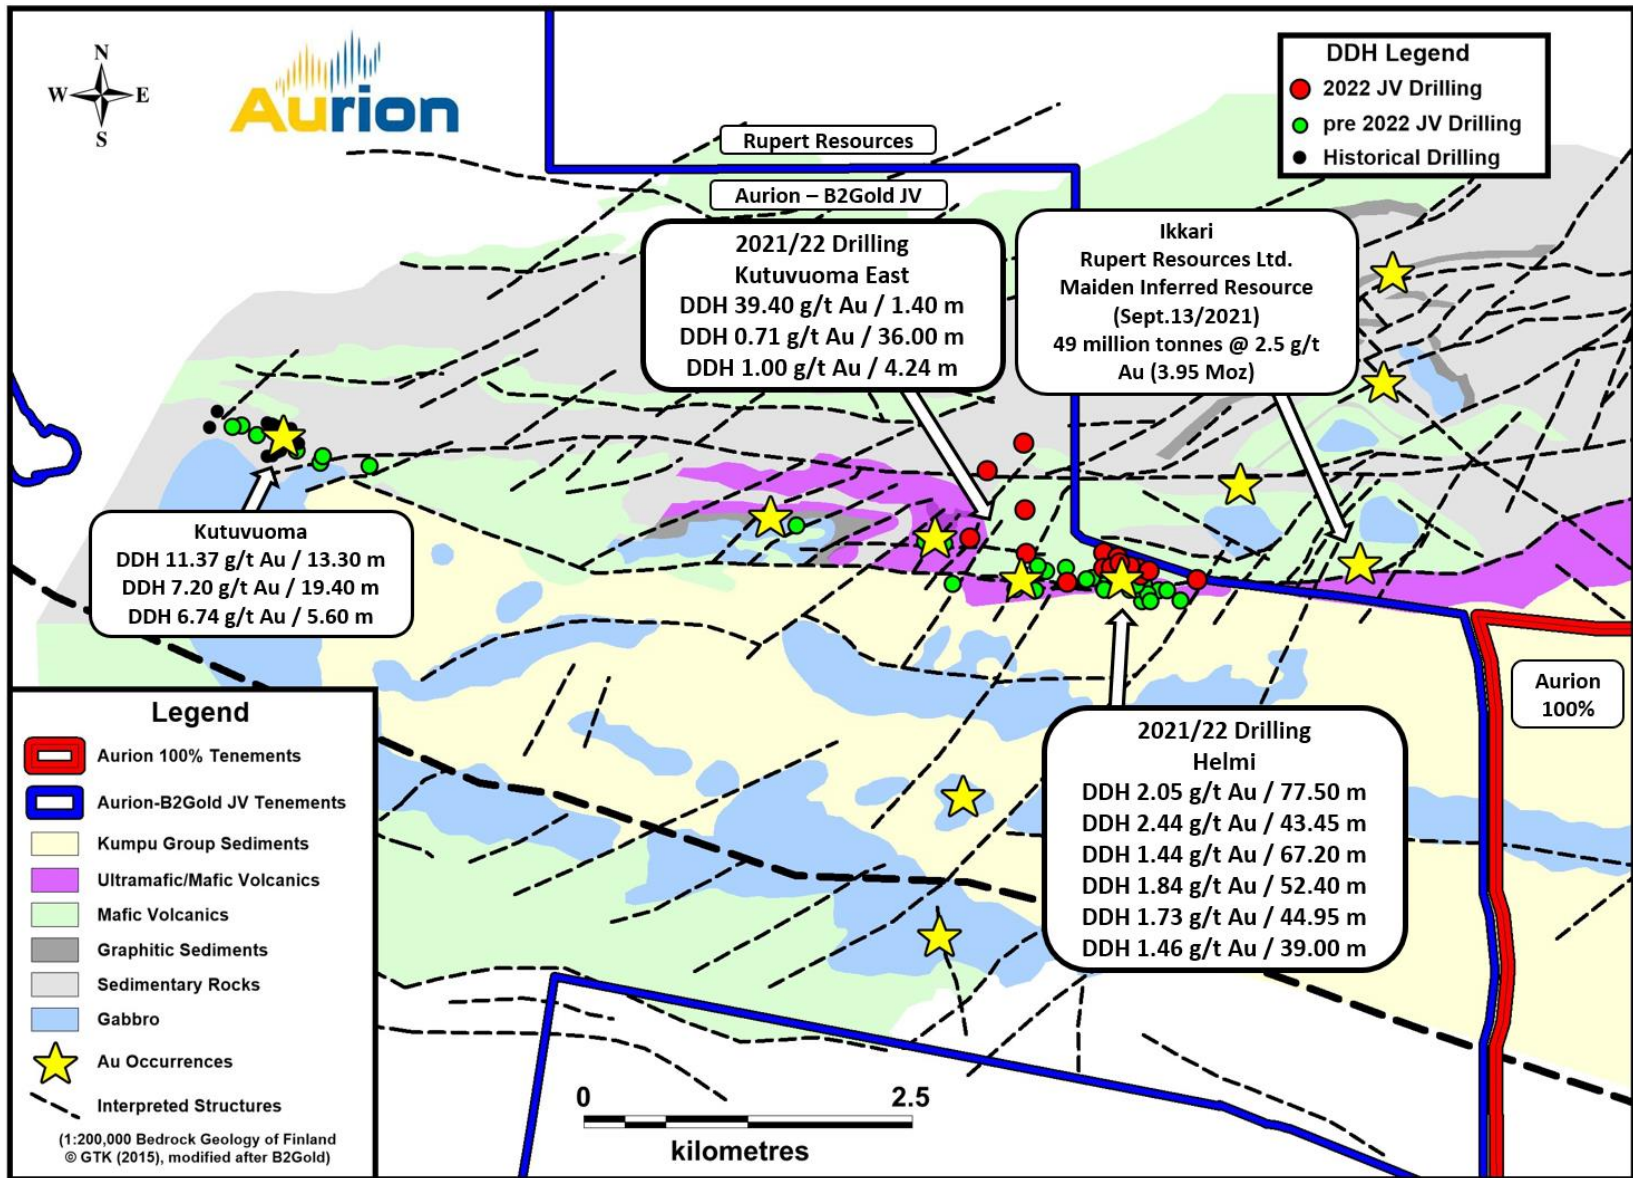 N
W
E
S
Aurion
DDH Legend
2022 JV Drilling
pre 2022 JV Drilling
Historical Drilling
Rupert Resources
Aurion – B2Gold JV
2021/22 Drilling
Kutuvuoma East
DDH 39.40 g/t Au / 1.40 m
DDH 0.71 g/t Au / 36.00 m
DDH 1.00 g/t Au / 4.24 m
Ikkari
Rupert Resources Ltd.
Maiden Inferred Resource
(Sept.13/2021)
49 million tonnes @ 2.5 g/t
Au (3.95 Moz)
Kutuvuoma
DDH 11.37 g/t Au / 13.30 m
DDH 7.20 g/t Au / 19.40 m
DDH 6.74 g/t Au / 5.60 m
Aurion
100%
2021/22 Drilling
Helmi
DDH 2.05 g/t Au / 77.50 m
DDH 2.44 g/t Au / 43.45 m
DDH 1.44 g/t Au / 67.20 m
DDH 1.84 g/t Au / 52.40 m
DDH 1.73 g/t Au / 44.95 m
DDH 1.46 g/t Au / 39.00 m
Legend
Aurion 100% Tenements
Aurion-B2Gold JV Tenements
Kumpu Group Sediments
Ultramafic/Mafic Volcanics
Mafic Volcanics
Graphitic Sediments
Sedimentary Rocks
Gabbro
Au Occurrences
Interpreted Structures
(1:200,000 Bedrock Geology of Finland
© GTK (2015), modified after B2Gold)
0 2.5
kilometres